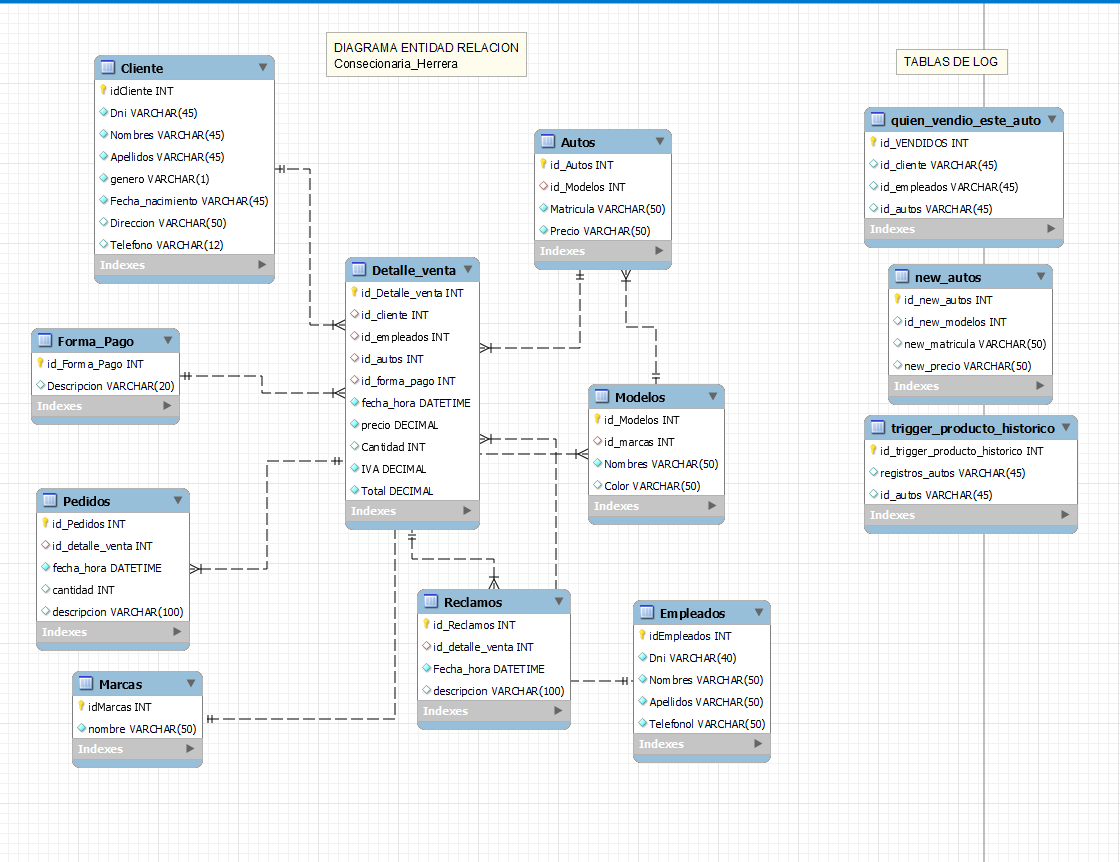 DIAGRAMA ENTIDAD RELACION
Consecionaria_Herrera
TABLAS DE LOG
Cliente
idCliente INT
Dni VARCHAR(45)
Nombres VARCHAR(45)
Apellidos VARCHAR(45)
genero VARCHAR(1)
Fecha_nacimiento VARCHAR(45)
Direccion VARCHAR(50)
Telefono VARCHAR(12)
Indexes
Autos
id_Autos INT
id_Modelos INT
Matricula VARCHAR(50)
Precio VARCHAR(50)
Indexes
quien_vendio_este_auto
id_VENDIDOS INT
id_cliente VARCHAR(45)
id_empleados VARCHAR(45)
id_autos VARCHAR(45)
Indexes
Detalle_venta
id_Detalle_venta INT
id_cliente INT
id_empleados INT
id_autos INT
id_forma_pago INT
fecha_hora DATETIME
precio DECIMAL
Cantidad INT
IVA DECIMAL
Total DECIMAL
Indexes
new_autos
id_new_autos INT
id_new_modelos INT
new_matricula VARCHAR(50)
new_precio VARCHAR(50)
Indexes
Forma_Pago
id_Forma_Pago INT
Descripcion VARCHAR(20)
Indexes
Modelos
id_Modelos INT
id_marcas INT
Nombres VARCHAR(50)
Color VARCHAR(50)
Indexes
trigger_producto_historico
id_trigger_producto_historico INT
registros_autos VARCHAR(45)
id_autos VARCHAR(45)
Indexes
Pedidos
id_Pedidos INT
id_detalle_venta INT
fecha_hora DATETIME
cantidad INT
descripcion VARCHAR(100)
Indexes
Reclamos
id_Reclamos INT
id_detalle_venta INT
Fecha_hora DATETIME
descripcion VARCHAR(100)
Indexes
Empleados
idEmpleados INT
Dni VARCHAR(40)
Nombres VARCHAR(50)
Apellidos VARCHAR(50)
Telefonol VARCHAR(50)
Indexes
Marcas
idMarcas INT
nombre VARCHAR(50)
Indexes